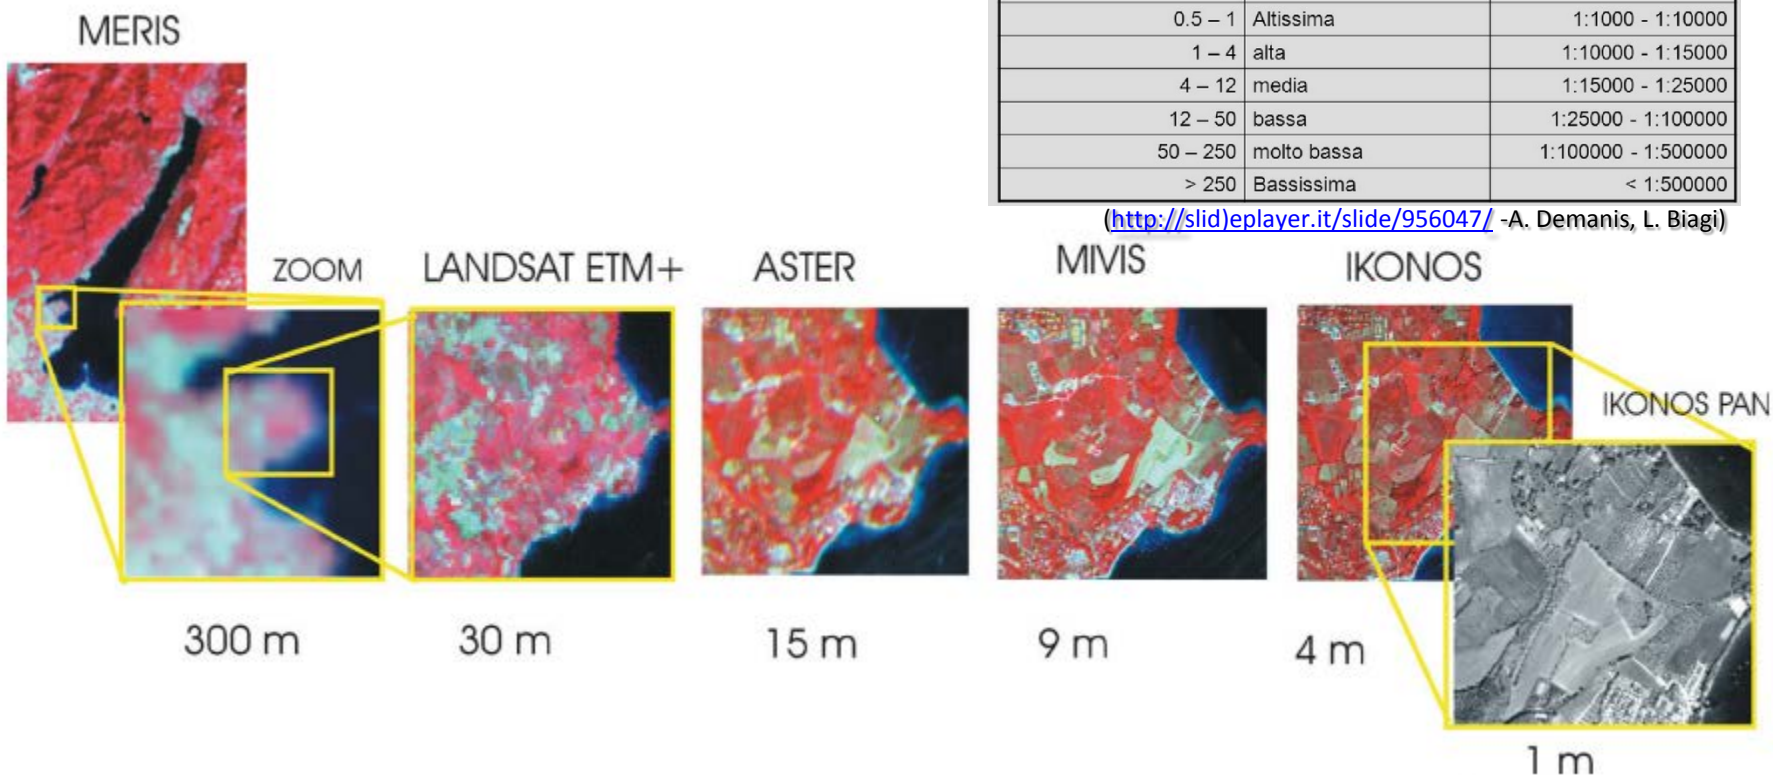 MERIS
0.5 – 1 Altissima 1:1000 - 1:10000
1 – 4 alta 1:10000 - 1:15000
4 – 12 media 1:15000 - 1:25000
12 – 50 bassa 1:25000 - 1:100000
50 – 250 molto bassa 1:100000 - 1:500000
> 250 Bassissima < 1:500000
(http://slid)eplayer.it/slide/956047/ -A. Demanis, L. Biagi)
ZOOM
LANDSAT ETM+
ASTER
MIVIS
IKONOS
IKONOS PAN
300 m
30 m
15 m
9 m
4 m
1 m